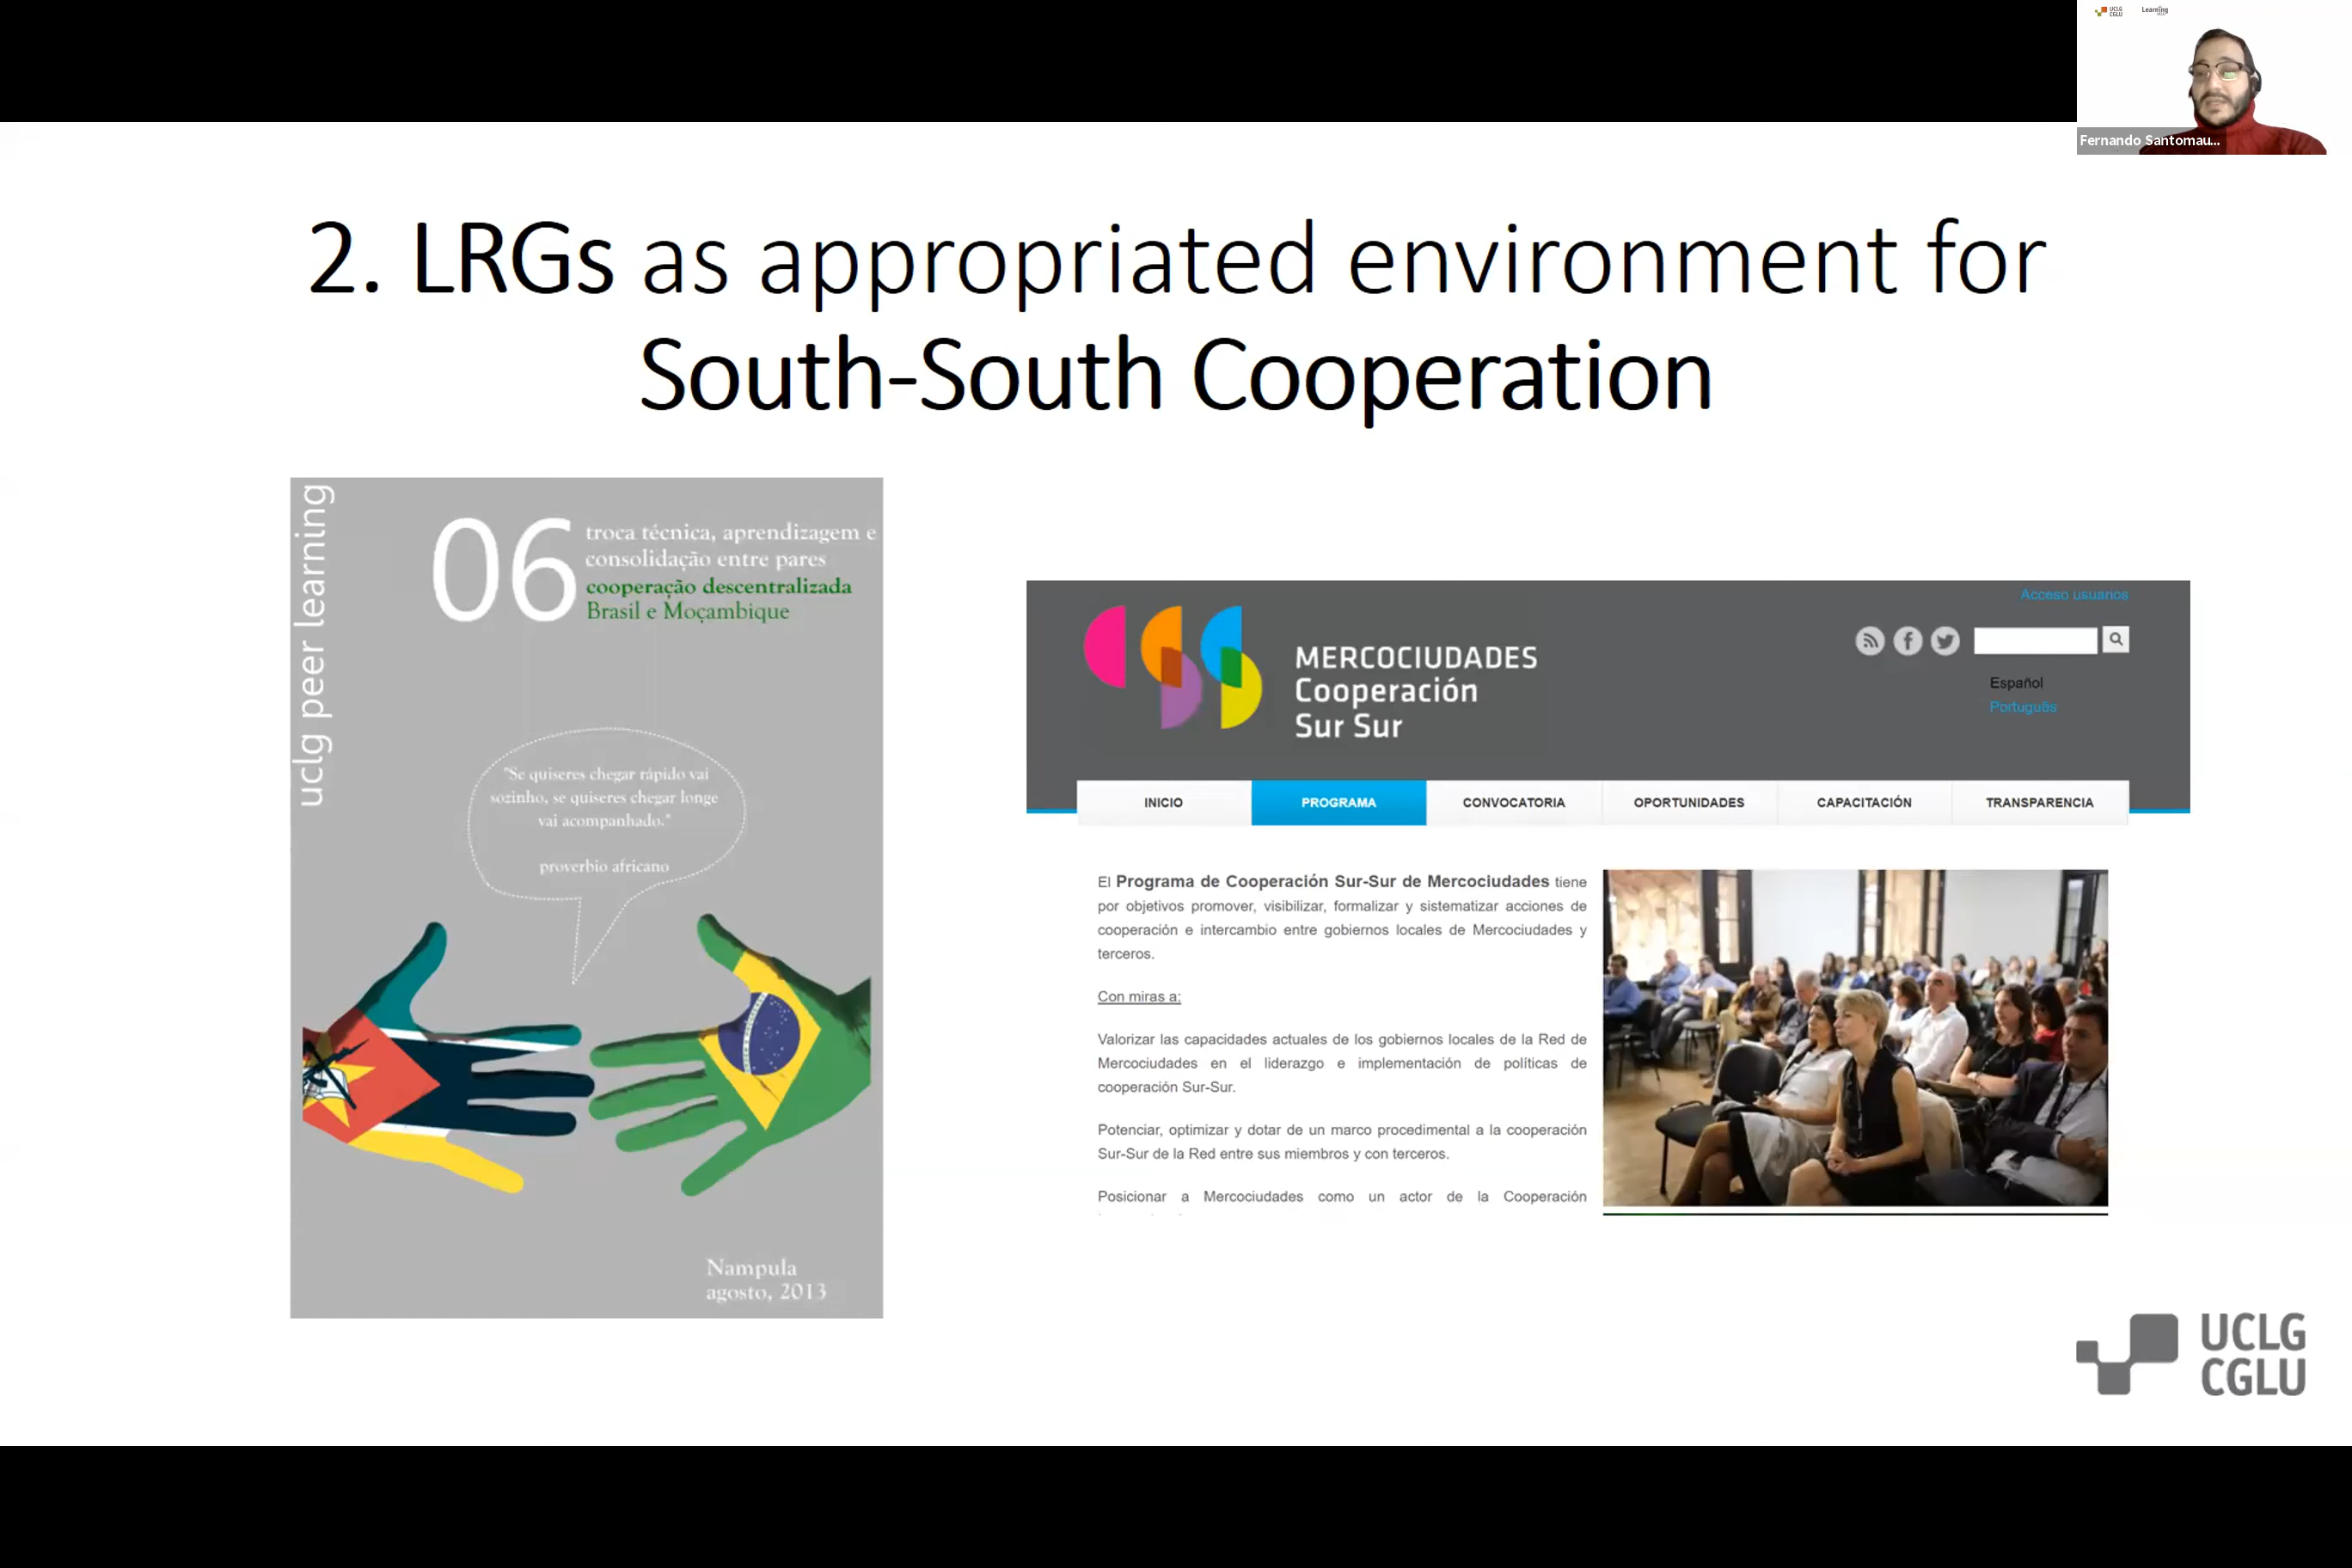 UCLG
CGLU
Learning
Fernando Santomau...
2. LRGs as appropriated environment for
South-South Cooperation
uclg peer learning
06
troca técnica, aprendizagem e
consolidação entre pares
cooperação descentralizada
Brasil e Moçambique
"Se quiseres chegar rápido vai
sozinho, se quiseres chegar longe
vai acompanhado."
proverbio africano
Nampula
agosto, 2013
Acceso usuarios
MERCOCIUDADES
Cooperación
Sur Sur
Español
Português
INICIO
PROGRAMA
CONVOCATORIA
OPORTUNIDADES
CAPACITACIÓN
TRANSPARENCIA
El Programa de Cooperación Sur-Sur de Mercociudades tiene
por objetivos promover, visibilizar, formalizar y sistematizar acciones de
cooperación e intercambio entre gobiernos locales de Mercociudades y
terceros.
Con miras a:
Valorizar las capacidades actuales de los gobiernos locales de la Red de
Mercociudades en el liderazgo e implementación de políticas de
cooperación Sur-Sur.
Potenciar, optimizar y dotar de un marco procedimental a la cooperación
Sur-Sur de la Red entre sus miembros y con terceros.
Posicionar a Mercociudades como un actor de la Cooperación
UCLG
CGLU